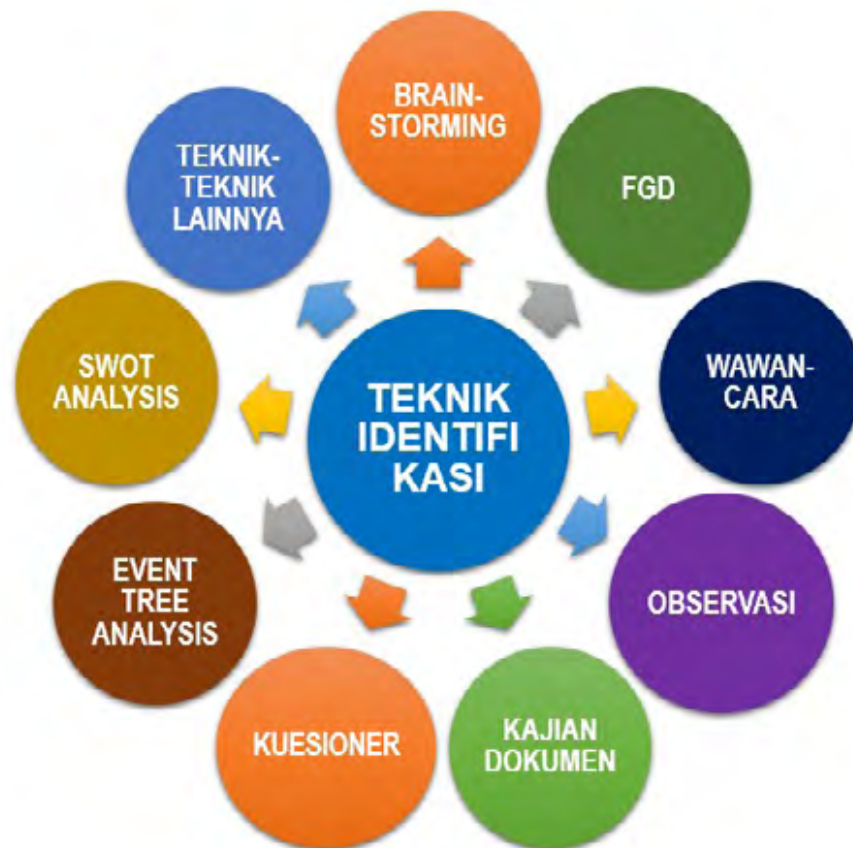 BRAIN-
STORMING
FGD
WAWAN-
CARA
OBSERVASI
KAJIAN
DOKUMEN
KUESIONER
EVENT
TREE
ANALYSIS
SWOT
ANALYSIS
TEKNIK-
TEKNIK
LAINNYA
TEKNIK
IDENTIFI
KASI